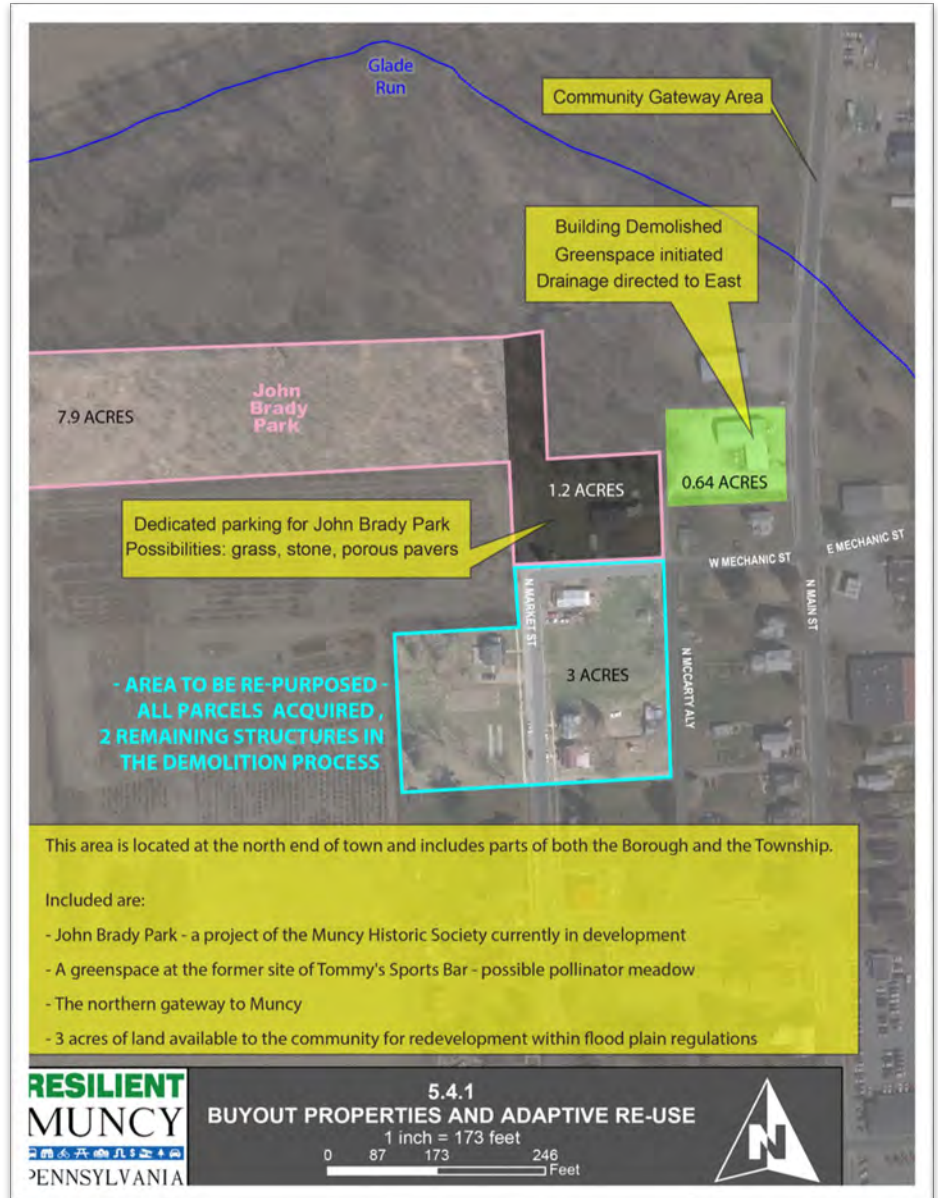 Glade
Run
Community Gateway Area
Building Demolished
Greenspace initiated
Drainage directed to East
John
Brady
Park
7.9 ACRES
1.2 ACRES
0.64 ACRES
Dedicated parking for John Brady Park
Possibilities: grass, stone, porous pavers
W MECHANIC ST
E MECHANIC ST
N MARKET ST
N MAIN ST
N MCCARTY ALY
3 ACRES
- AREA TO BE RE-PURPOSED -
ALL PARCELS ACQUIRED ,
2 REMAINING STRUCTURES IN
THE DEMOLITION PROCESS
This area is located at the north end of town and includes parts of both the Borough and the Township.
Included are:
- John Brady Park - a project of the Muncy Historic Society currently in development
- A greenspace at the former site of Tommy's Sports Bar - possible pollinator meadow
- The northern gateway to Muncy
- 3 acres of land available to the community for redevelopment within flood plain regulations
RESILIENT
MUNCY
PENNSYLVANIA
5.4.1
BUYOUT PROPERTIES AND ADAPTIVE RE-USE
1 inch = 173 feet
0 87 173 246
Feet
N